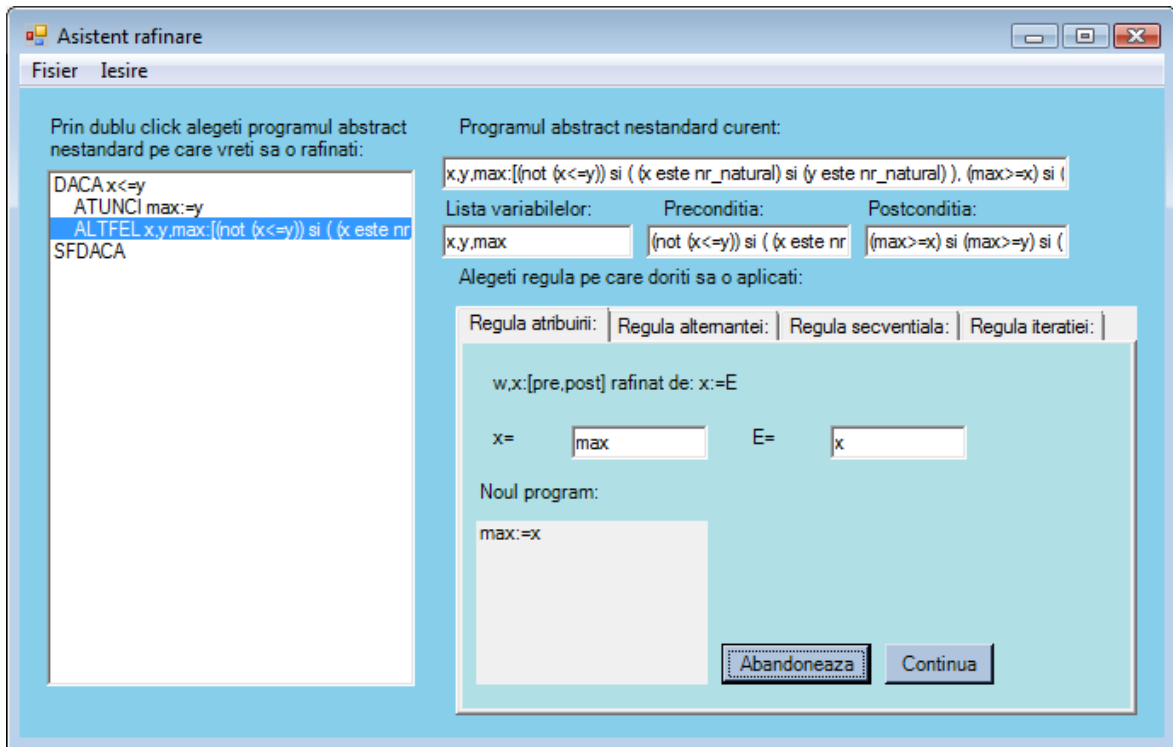 Asistent rafinare
Fisier Iesire
Prin dublu click alegeti programul abstract
nestandard pe care vreti sa o rafinati:
DACA x<=y
ATUNCI max:=y
ALTFEL x,y,max:[(not (x<=y)) si ( (x este nr
SFDACA
Programul abstract nestandard curent:
x,y,max:[(not (x<=y)) si ( (x este nr_natural) si (y este nr_natural) ), (max>=x) si (
Lista variabilelor: Preconditia: Postconditia:
x,y,max (not (x<=y)) si ( (x este nr (max>=x) si (max>=y) si (
Alegeti regula pe care doriti sa o aplicati:
Regula atribuirii: Regula alternantei: Regula secventiala: Regula iteratiei:
w,x:[pre,post] rafinat de: x:=E
x= max E= x
Noul program:
max:=x
Abandoneaza Continua